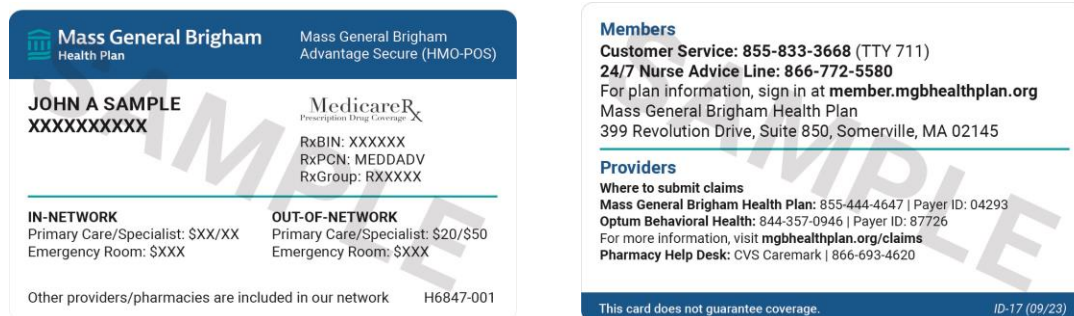 Mass General Brigham
Health Plan
Mass General Brigham
Advantage Secure (HMO-POS)
JOHN A SAMPLE
XXXXXXXXXX
MedicareRx
Prescription Drug Coverage
RxBIN: XXXXXX
RxPCN: MEDDADV
RxGroup: RXXXXX
IN-NETWORK
Primary Care/Specialist: $XX/XX
Emergency Room: $XXX
OUT-OF-NETWORK
Primary Care/Specialist: $20/$50
Emergency Room: $XXX
Other providers/pharmacies are included in our network H6847-001
SAMPLE
Members
Customer Service: 855-833-3668 (TTY 711)
24/7 Nurse Advice Line: 866-772-5580
For plan information, sign in at member.mgbhealthplan.org
Mass General Brigham Health Plan
399 Revolution Drive, Suite 850, Somerville, MA 02145
Providers
Where to submit claims
Mass General Brigham Health Plan: 855-444-4647 | Payer ID: 04293
Optum Behavioral Health: 844-357-0946 | Payer ID: 87726
For more information, visit mgbhealthplan.org/claims
Pharmacy Help Desk: CVS Caremark | 866-693-4620
This card does not guarantee coverage. ID-17 (09/23)
SAMPLE